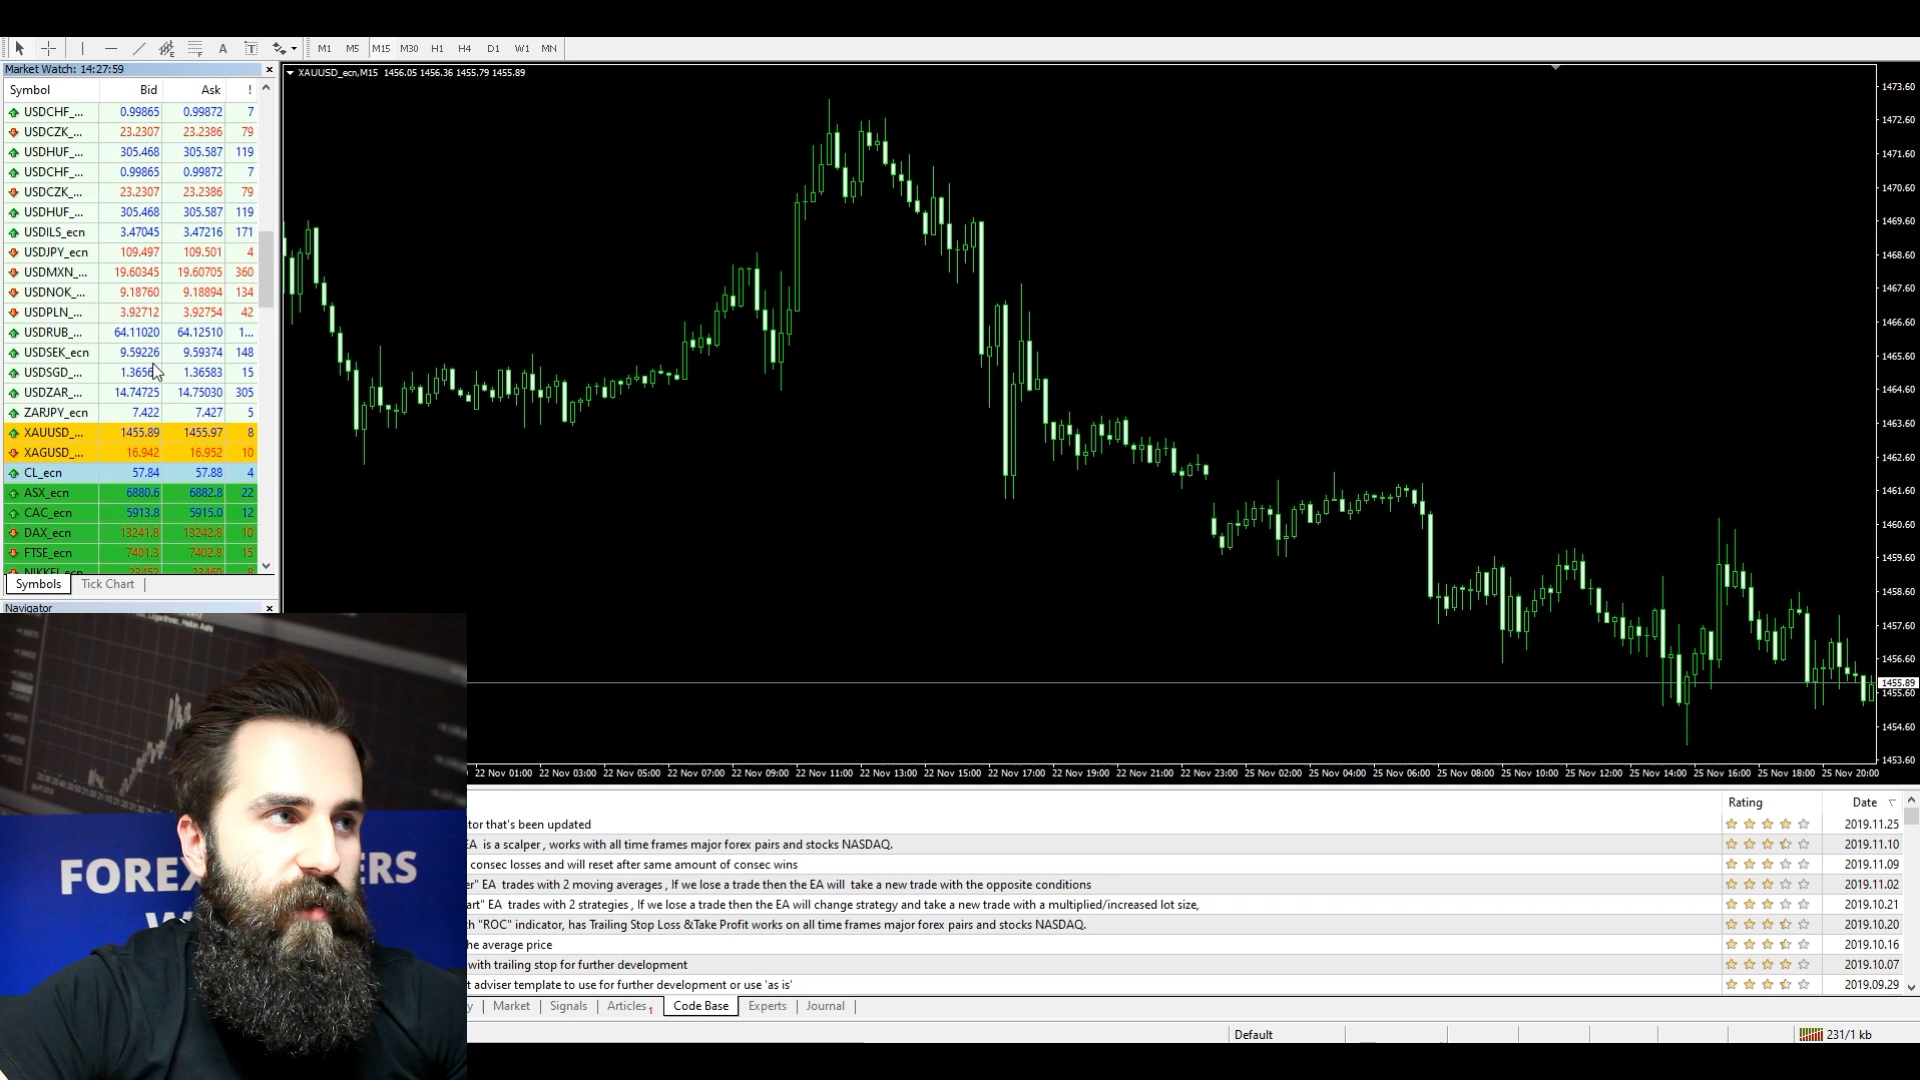 M1 M5 M15 M30 H1 H4 D1 W1 MN
Market Watch: 14:27:59
XAUUSD_ecn,M15 1456.05 1456.36 1455.79 1455.89
Symbol Bid Ask !
USDCHF_... 0.99865 0.99872 7
USDCZK_... 23.2307 23.2386 79
USDHUF_... 305.468 305.587 119
USDCHF_... 0.99865 0.99872 7
USDCZK_... 23.2307 23.2386 79
USDHUF_... 305.468 305.587 119
USDILS_ecn 3.47045 3.47216 171
USDJPY_ecn 109.497 109.501 4
USDMXN_... 19.60345 19.60705 360
USDNOK_... 9.18760 9.18894 134
USDPLN_... 3.92712 3.92754 42
USDRUB_... 64.11020 64.12510 1...
USDSEK_ecn 9.59226 9.59374 148
USDSGD_... 1.3656 1.36583 15
USDZAR_... 14.74725 14.75030 305
ZARJPY_ecn 7.422 7.427 5
XAUUSD_... 1455.89 1455.97 8
XAGUSD_... 16.942 16.952 10
CL_ecn 57.84 57.88 4
ASX_ecn 6880.6 6882.8 22
CAC_ecn 5913.8 5915.0 12
DAX_ecn 13241.8 13242.8 10
FTSE_ecn 7401.3 7402.8 15
NIKKEI_ecn 23452 23460 8
Symbols Tick Chart
Navigator
1473.60
1472.60
1471.60
1470.60
1469.60
1468.60
1467.60
1466.60
1465.60
1464.60
1463.60
1462.60
1461.60
1460.60
1459.60
1458.60
1457.60
1456.60
1455.89
1455.60
1454.60
1453.60
22 Nov 01:00 22 Nov 03:00 22 Nov 05:00 22 Nov 07:00 22 Nov 09:00 22 Nov 11:00 22 Nov 13:00 22 Nov 15:00 22 Nov 17:00 22 Nov 19:00 22 Nov 21:00 22 Nov 23:00 25 Nov 02:00 25 Nov 04:00 25 Nov 06:00 25 Nov 08:00 25 Nov 10:00 25 Nov 12:00 25 Nov 14:00 25 Nov 16:00 25 Nov 18:00 25 Nov 20:00
Rating Date
tor that's been updated 2019.11.25
EA is a scalper , works with all time frames major forex pairs and stocks NASDAQ. 2019.11.10
consec losses and will reset after same amount of consec wins 2019.11.09
er" EA trades with 2 moving averages , If we lose a trade then the EA will take a new trade with the opposite conditions 2019.11.02
art" EA trades with 2 strategies , If we lose a trade then the EA will change strategy and take a new trade with a multiplied/increased lot size, 2019.10.21
h "ROC" indicator, has Trailing Stop Loss &Take Profit works on all time frames major forex pairs and stocks NASDAQ. 2019.10.20
he average price 2019.10.16
with trailing stop for further development 2019.10.07
t adviser template to use for further development or use 'as is' 2019.09.29
y Market Signals Articles 1 Code Base Experts Journal
Default 231/1 kb
FOREX ERS
W